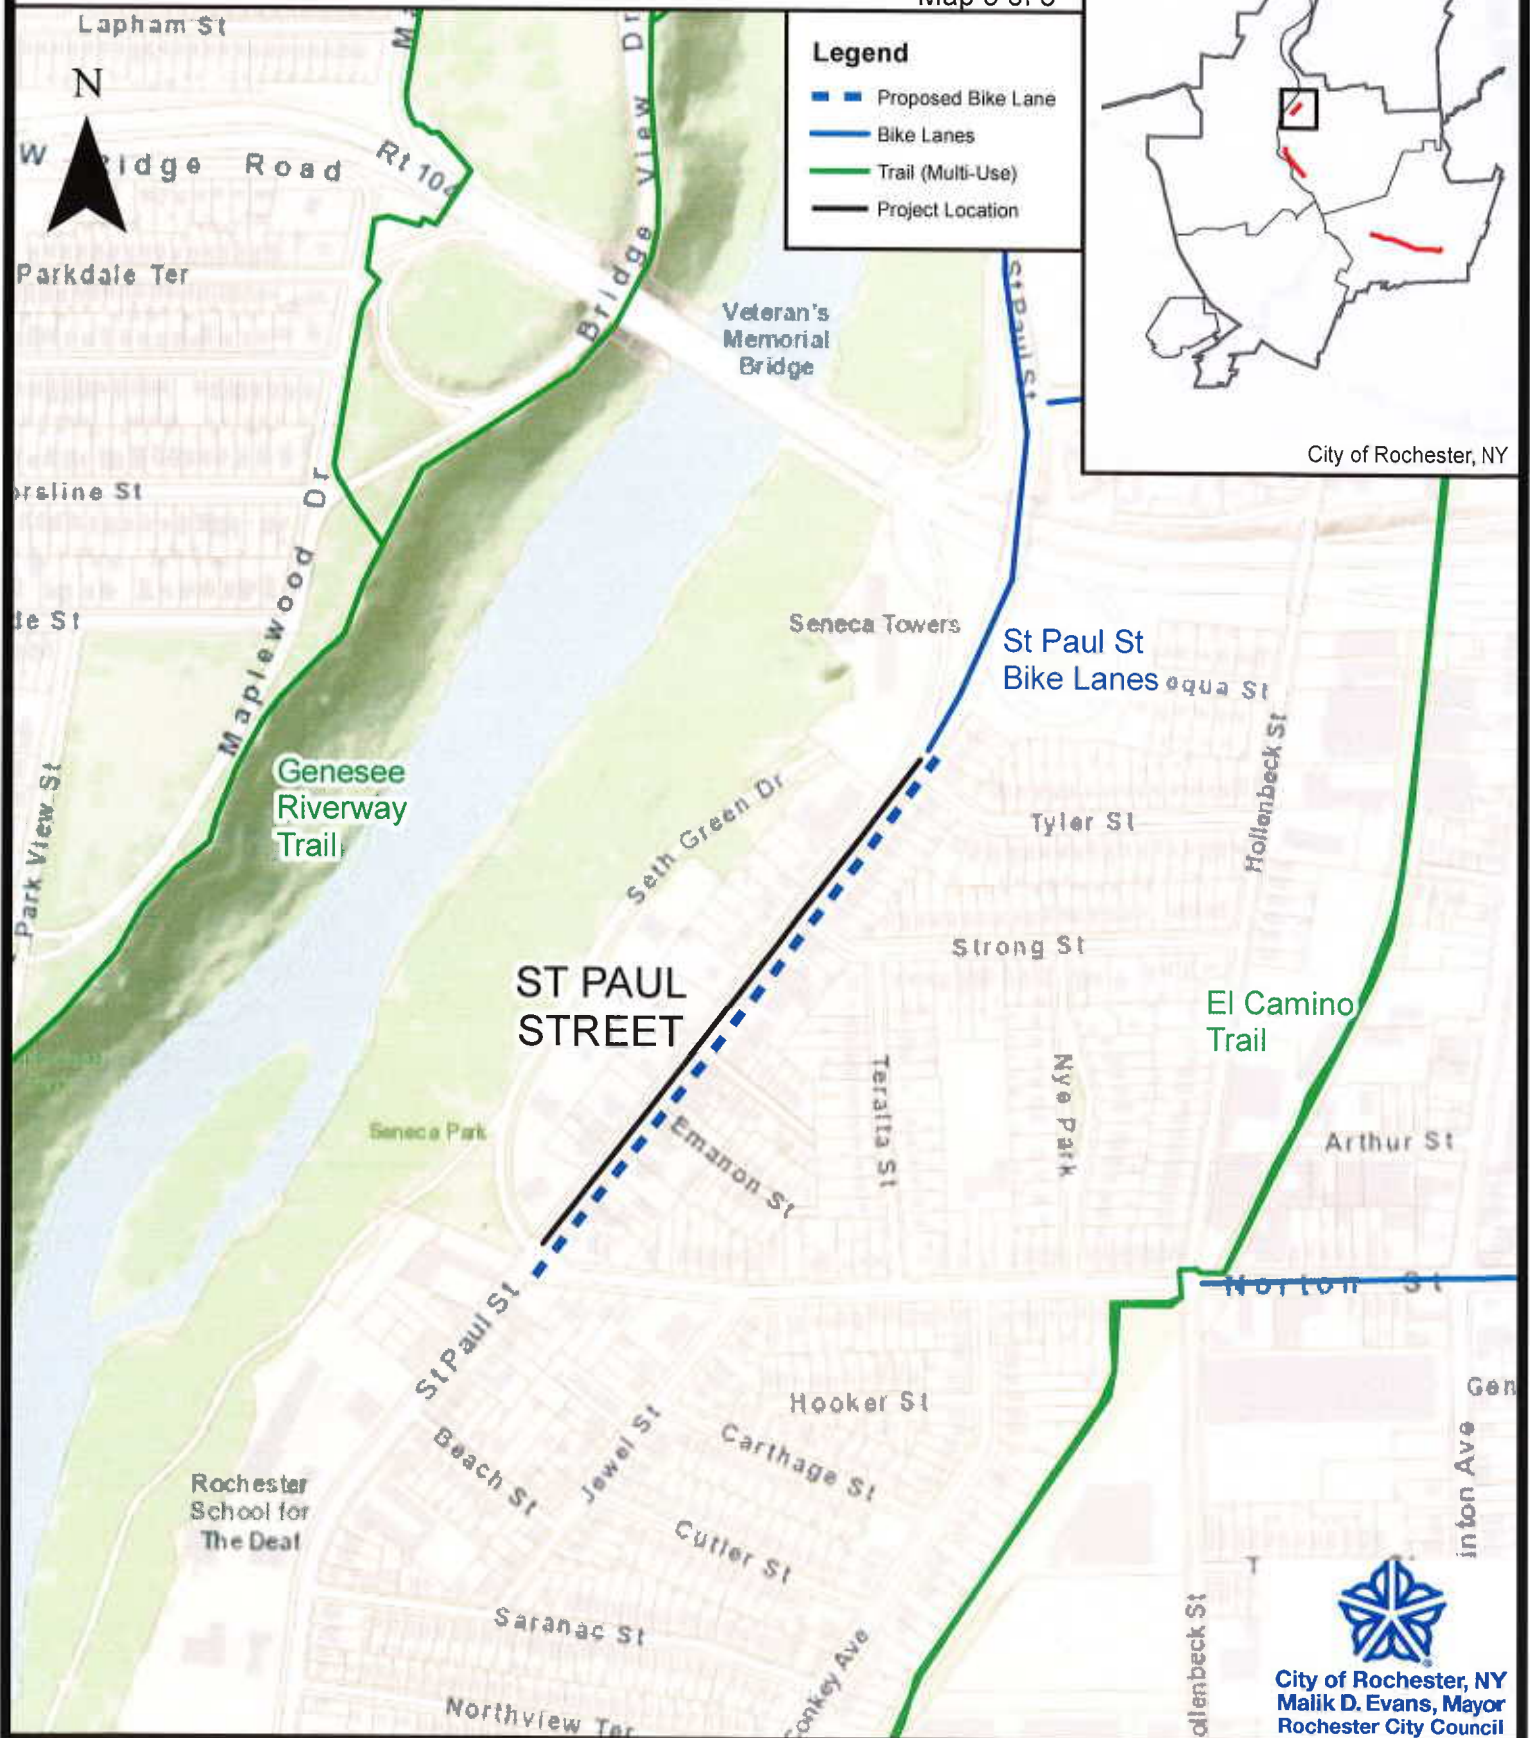 Lapham St
N
Rt 104
Road
Parkdale Ter
Bridge View Dr
Veteran's
Memorial
Bridge
Legend
Proposed Bike Lane
Bike Lanes
Trail (Multi-Use)
Project Location
City of Rochester, NY
St Paul St
Maplewood Dr
Seneca Towers
St Paul St
Bike Lanes
Hollenbeck St
Park View St
Genesee
Riverway
Trail
Seth Green Dr
Tyler St
Strong St
ST PAUL
STREET
El Camino
Trail
Teralta St
Nye Park
Seneca Park
Emanon St
Arthur St
Norton St
St Paul St
Hooker St
Beach St
Jewel St
Carthage St
Rochester
School for
The Deaf
Cutler St
Saranac St
Northview Ter
City of Rochester, NY
Malik D. Evans, Mayor
Rochester City Council